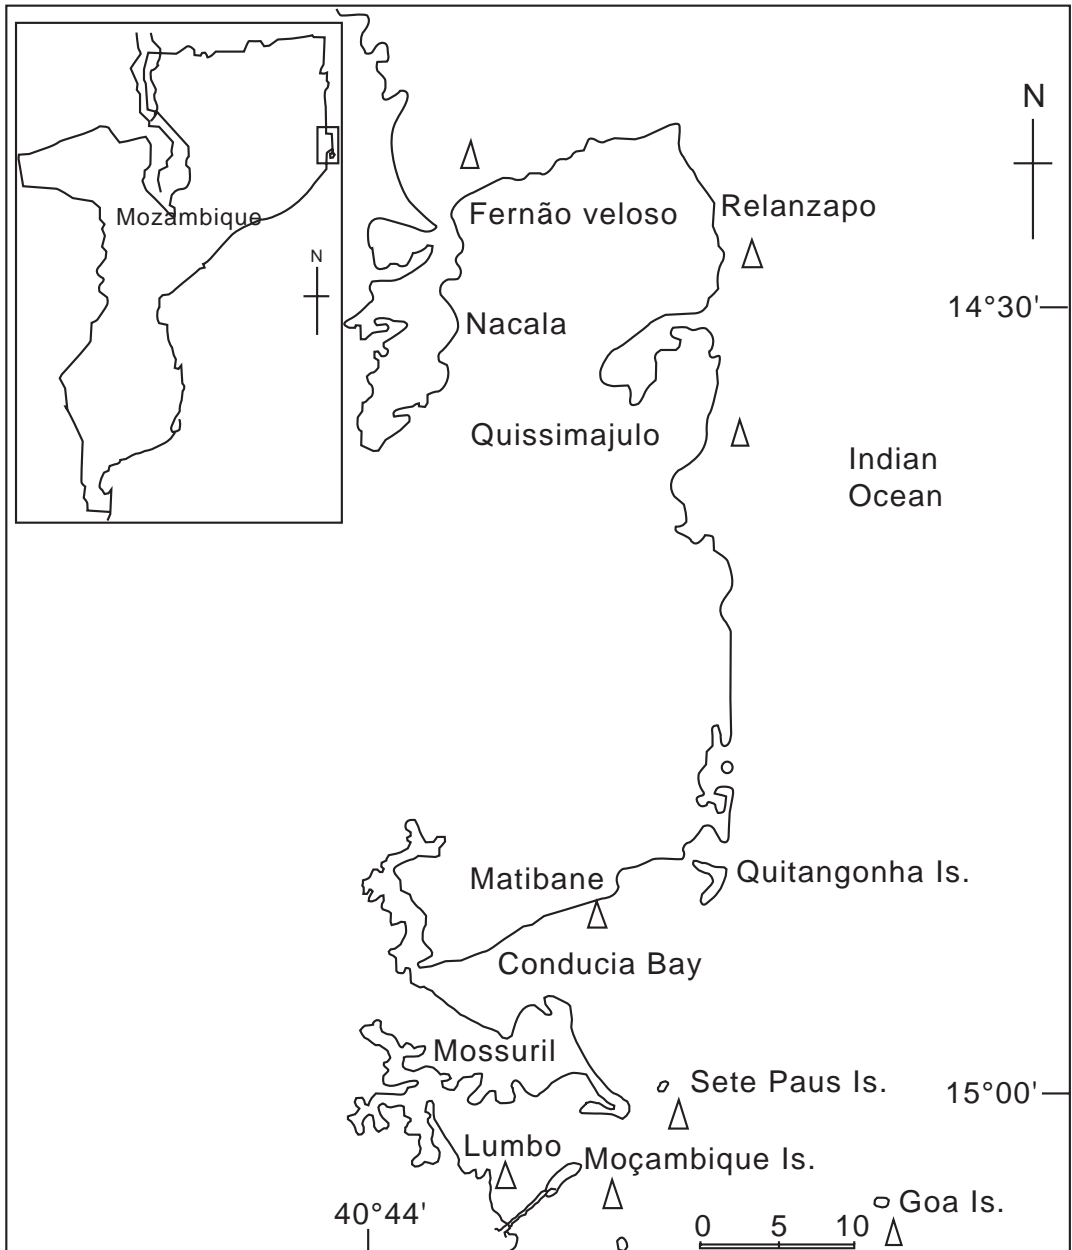 N
Fernão veloso
Relanzapo
Mozambique
N
14°30'
Nacala
Quissimajulo
Indian
Ocean
Matibane
Quitangonha Is.
Conducia Bay
Mossuril
Sete Paus Is.
15°00'
Lumbo
Moçambique Is.
Goa Is.
40°44'
0 5 10